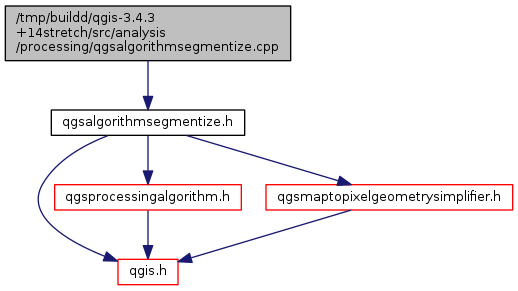 /tmp/buildd/qgis-3.4.3
+14stretch/src/analysis
/processing/qgsalgorithmsegmentize.cpp
qgsalgorithmsegmentize.h
qgsprocessingalgorithm.h
qgsmaptopixelgeometrysimplifier.h
qgis.h